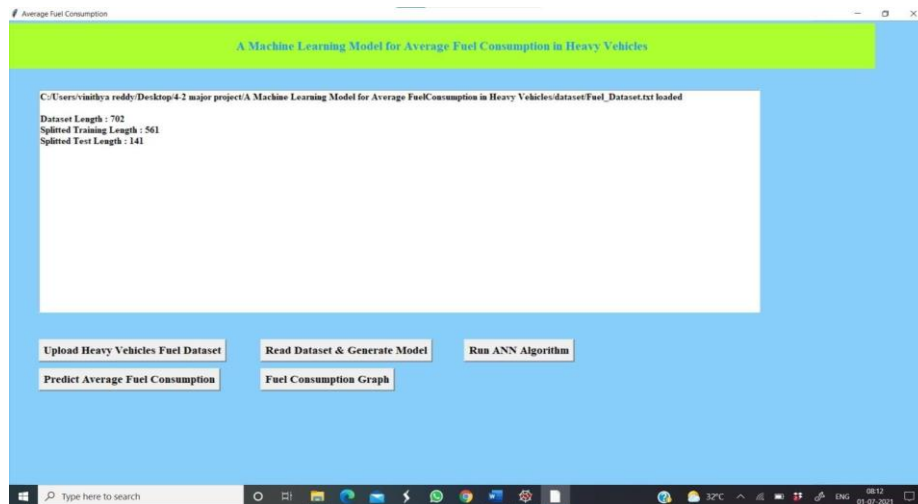 Average Fuel Consumption
A Machine Learning Model for Average Fuel Consumption in Heavy Vehicles
C:/Users/vinithya reddy/Desktop/4-2 major project/A Machine Learning Model for Average FuelConsumption in Heavy Vehicles/dataset/Fuel_Dataset.txt loaded
Dataset Length : 702
Splitted Training Length : 561
Splitted Test Length : 141
Upload Heavy Vehicles Fuel Dataset
Read Dataset & Generate Model
Run ANN Algorithm
Predict Average Fuel Consumption
Fuel Consumption Graph
Type here to search
32°C
ENG
08:12
01-07-2021